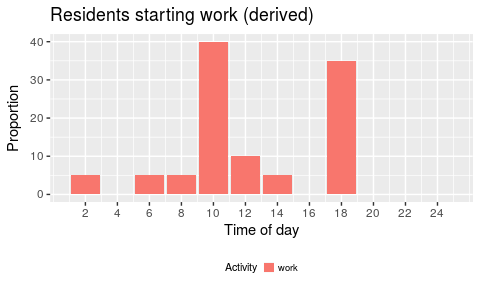 Residents starting work (derived)
40
30
20
10
0
Proportion
2 4 6 8 10 12 14 16 18 20 22 24
Time of day
Activity work